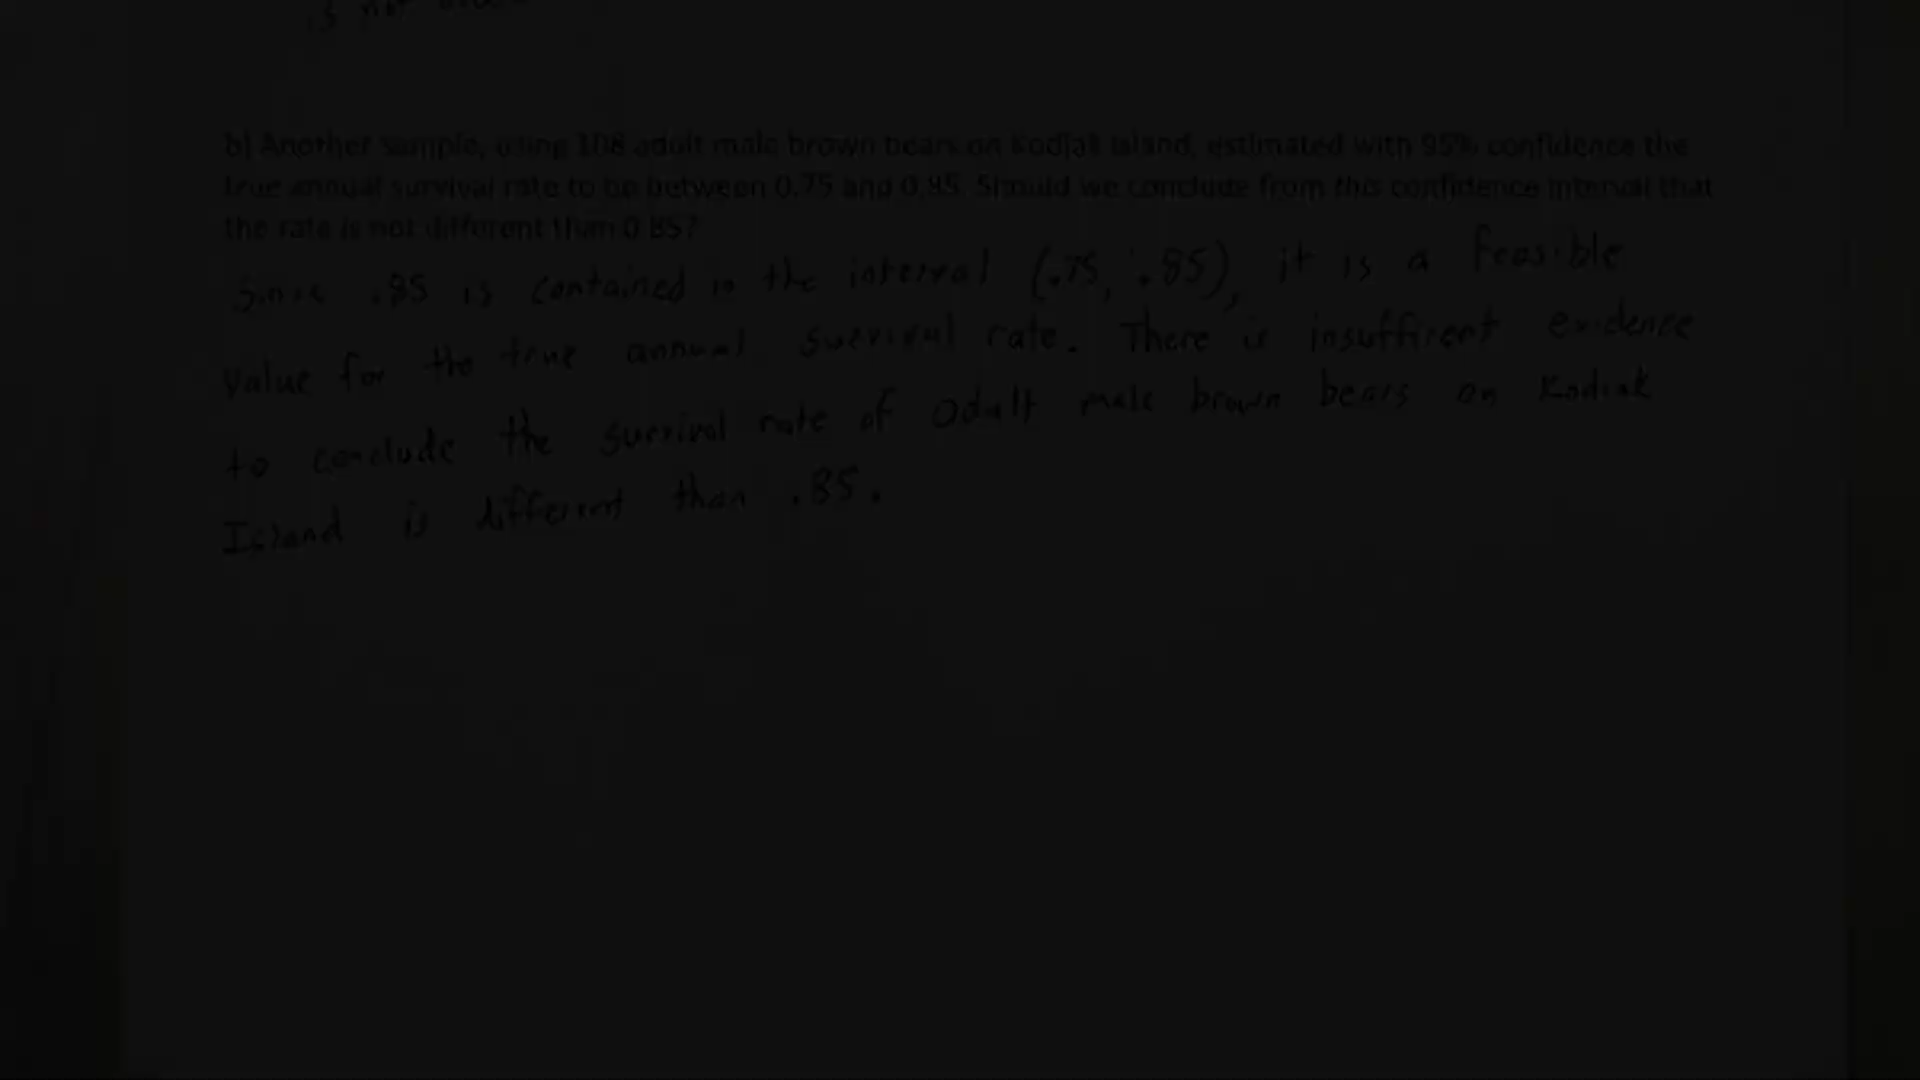 is not
b) Another sample, using 108 adult male brown bears on Kodiak Island, estimated with 95% confidence the
true annual survival rate to be between 0.75 and 0.95. Should we conclude from this confidence interval that
the rate is not different than 0.85?
Since .85 is contained in the interval (.75, .85), it is a feasible
value for the true annual survival rate. There is insufficent evidence
to conclude the survival rate of adult male brown bears on Kodiak
Island is different than .85.